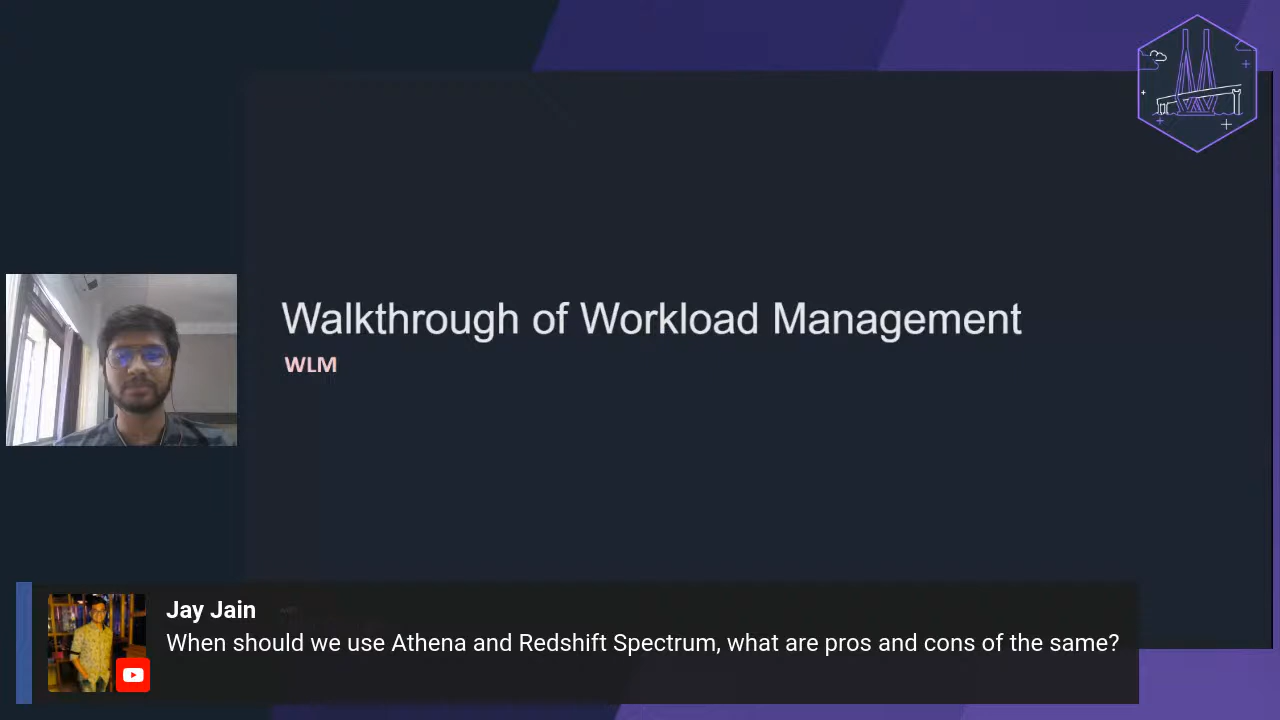 Walkthrough of Workload Management
WLM
Jay Jain
When should we use Athena and Redshift Spectrum, what are pros and cons of the same?